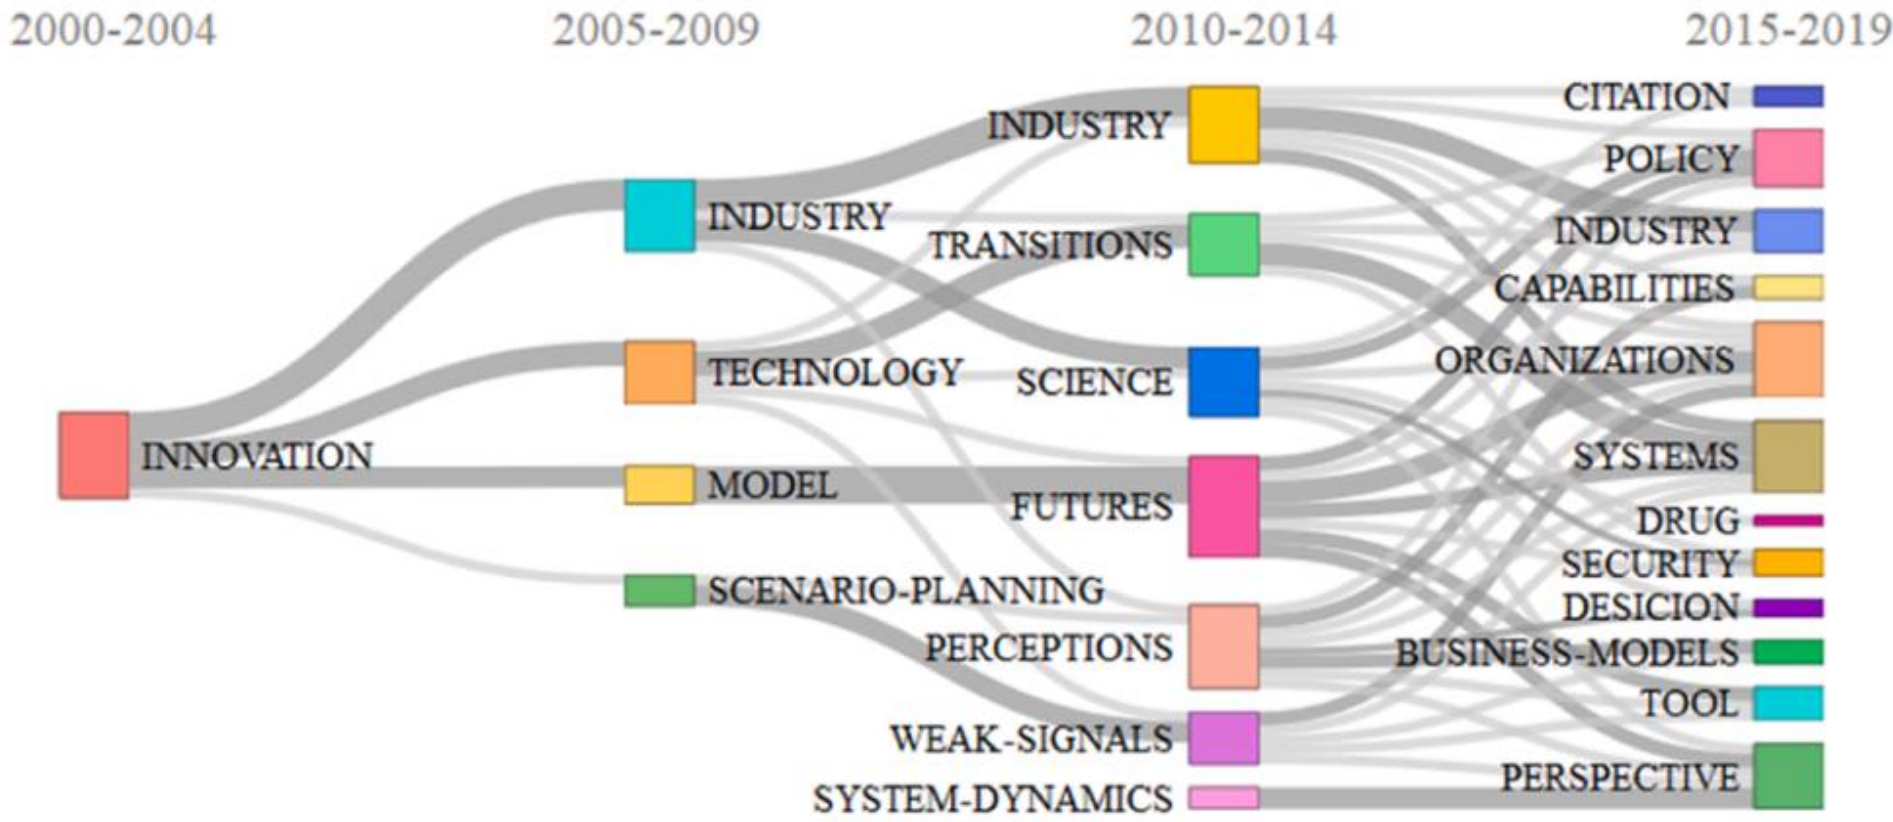 2000-2004 2005-2009 2010-2014 2015-2019
INNOVATION
INDUSTRY
TECHNOLOGY
MODEL
SCENARIO-PLANNING
INDUSTRY
TRANSITIONS
SCIENCE
FUTURES
PERCEPTIONS
WEAK-SIGNALS
SYSTEM-DYNAMICS
CITATION
POLICY
INDUSTRY
CAPABILITIES
ORGANIZATIONS
SYSTEMS
DRUG
SECURITY
DESICION
BUSINESS-MODELS
TOOL
PERSPECTIVE